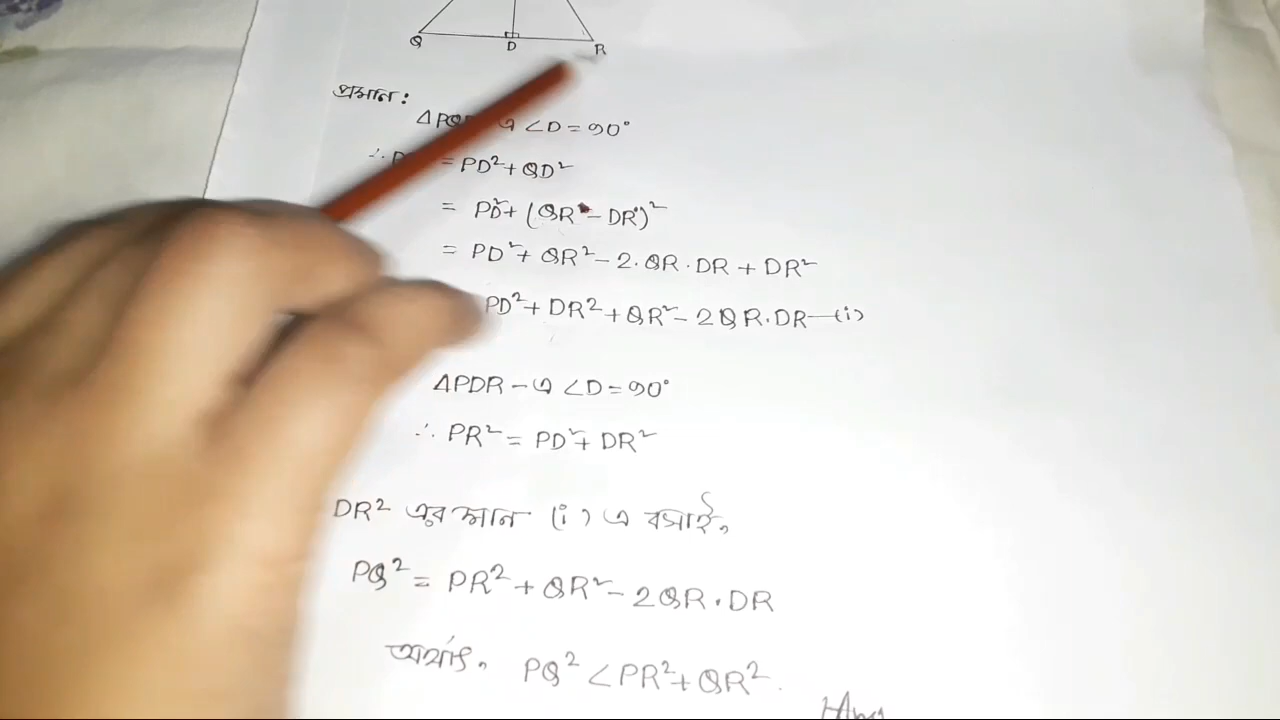 Q D R
প্রমান:
∠D = 90°
= PD² + QD²
= PD² + (QR - DR)²
= PD² + QR² - 2.QR.DR + DR²
PD² + DR² + QR² - 2QR.DR —(i)
ΔPDR - এ ∠D = 90°
∴ PR² = PD² + DR²
DR² এর মান (i) এ বসাই,
PQ² = PR² + QR² - 2QR.DR
অর্থাৎ, PQ² < PR² + QR².